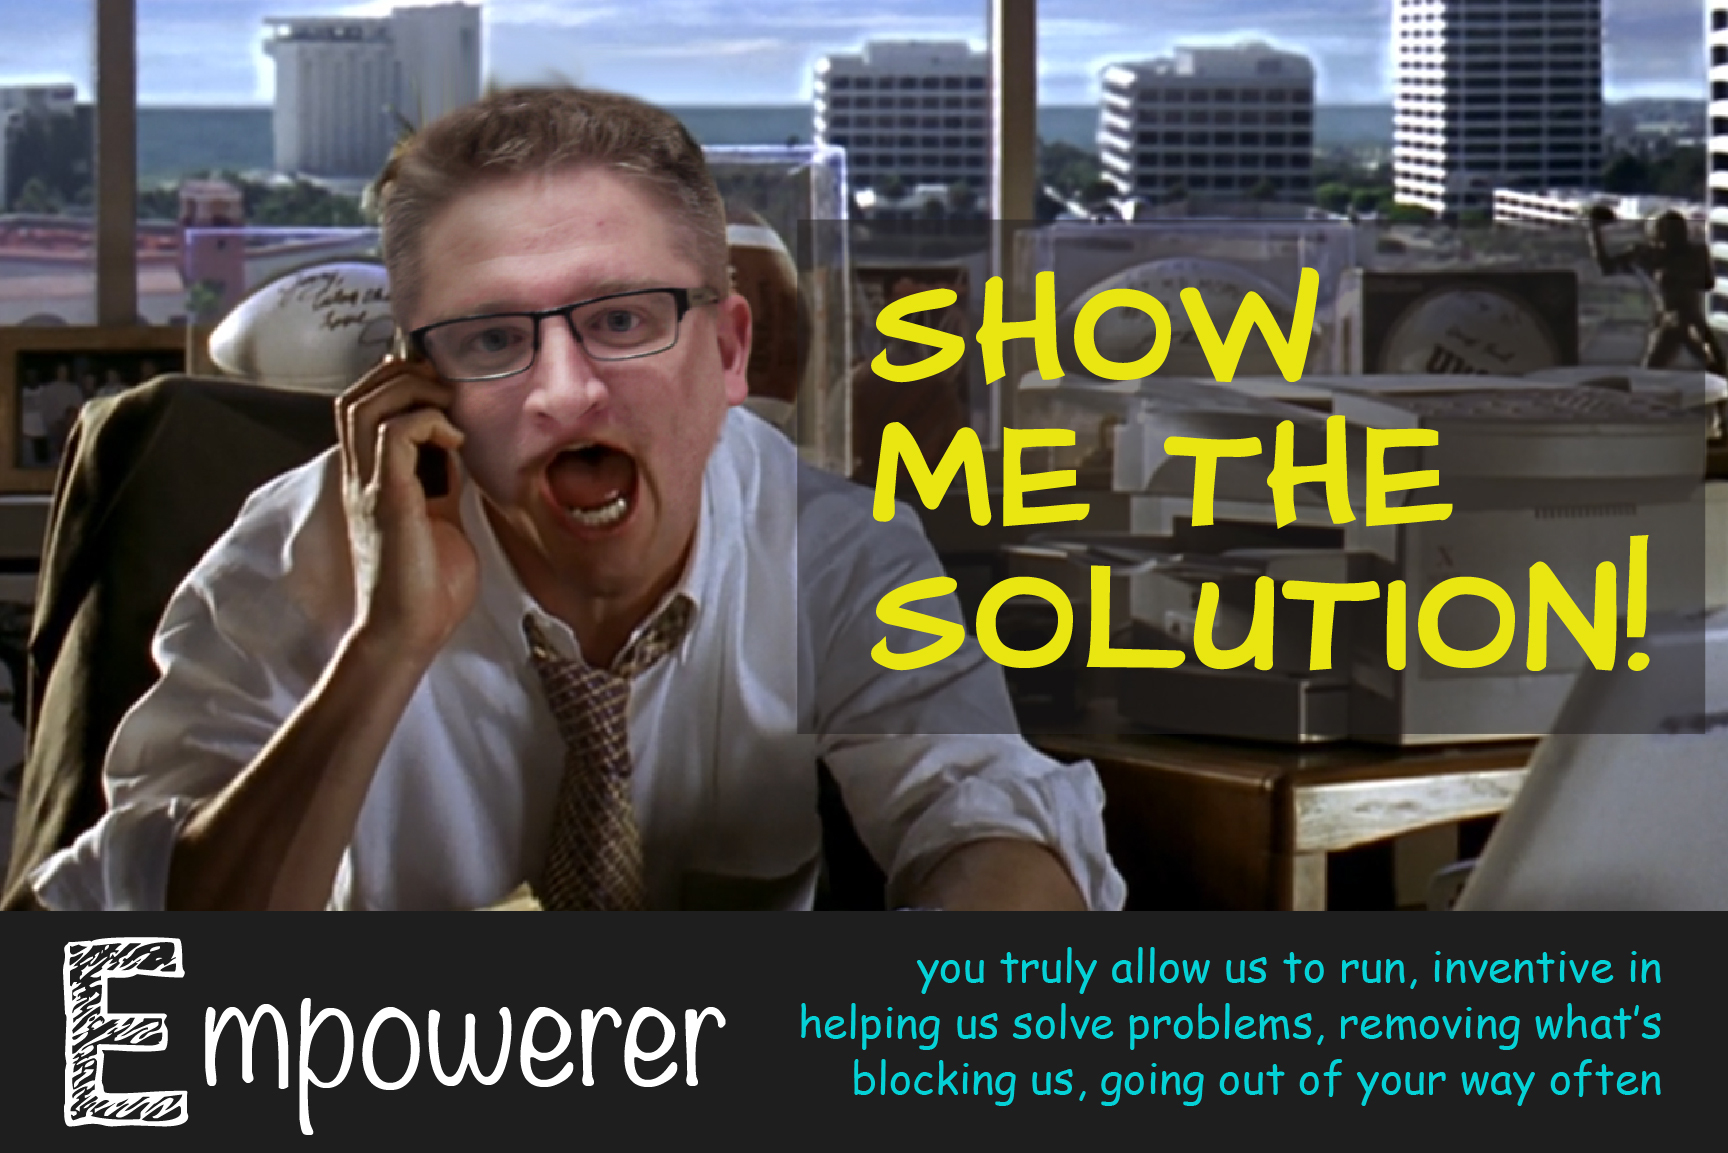 SHOW
ME THE
SOLUTION!
Empowerer
you truly allow us to run, inventive in
helping us solve problems, removing what's
blocking us, going out of your way often